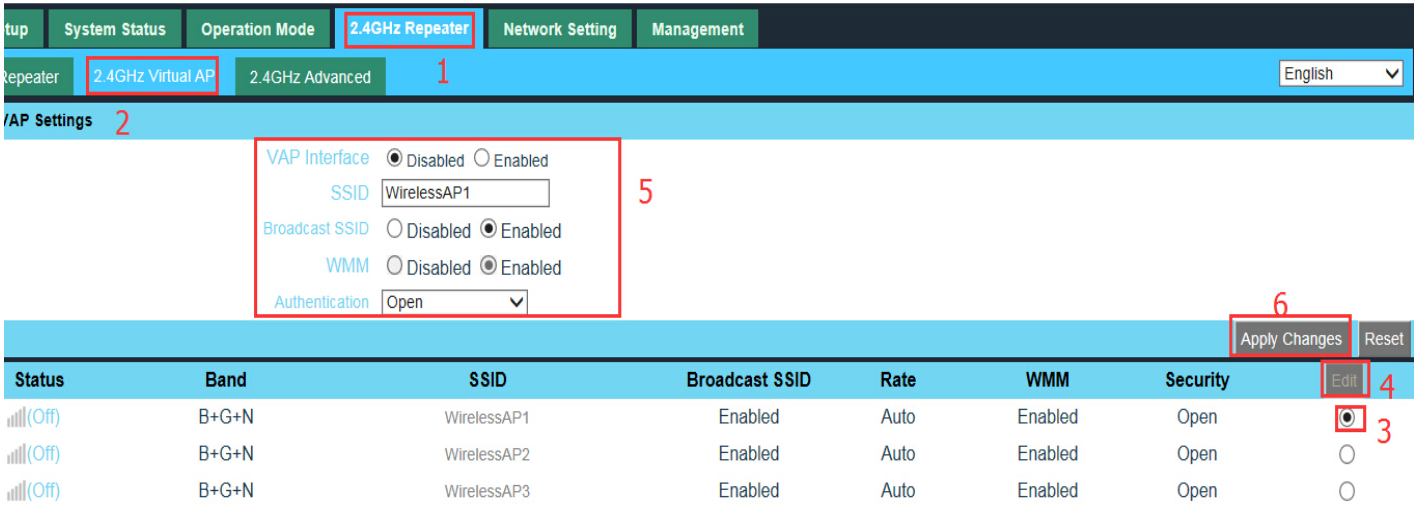 tup System Status Operation Mode 2.4GHz Repeater Network Setting Management
Repeater 2.4GHz Virtual AP 2.4GHz Advanced 1 English
VAP Settings 2
VAP Interface Disabled Enabled
SSID WirelessAP1 5
Broadcast SSID Disabled Enabled
WMM Disabled Enabled
Authentication Open
6
Apply Changes Reset
Status Band SSID Broadcast SSID Rate WMM Security Edit 4
(Off) B+G+N WirelessAP1 Enabled Auto Enabled Open 3
(Off) B+G+N WirelessAP2 Enabled Auto Enabled Open
(Off) B+G+N WirelessAP3 Enabled Auto Enabled Open